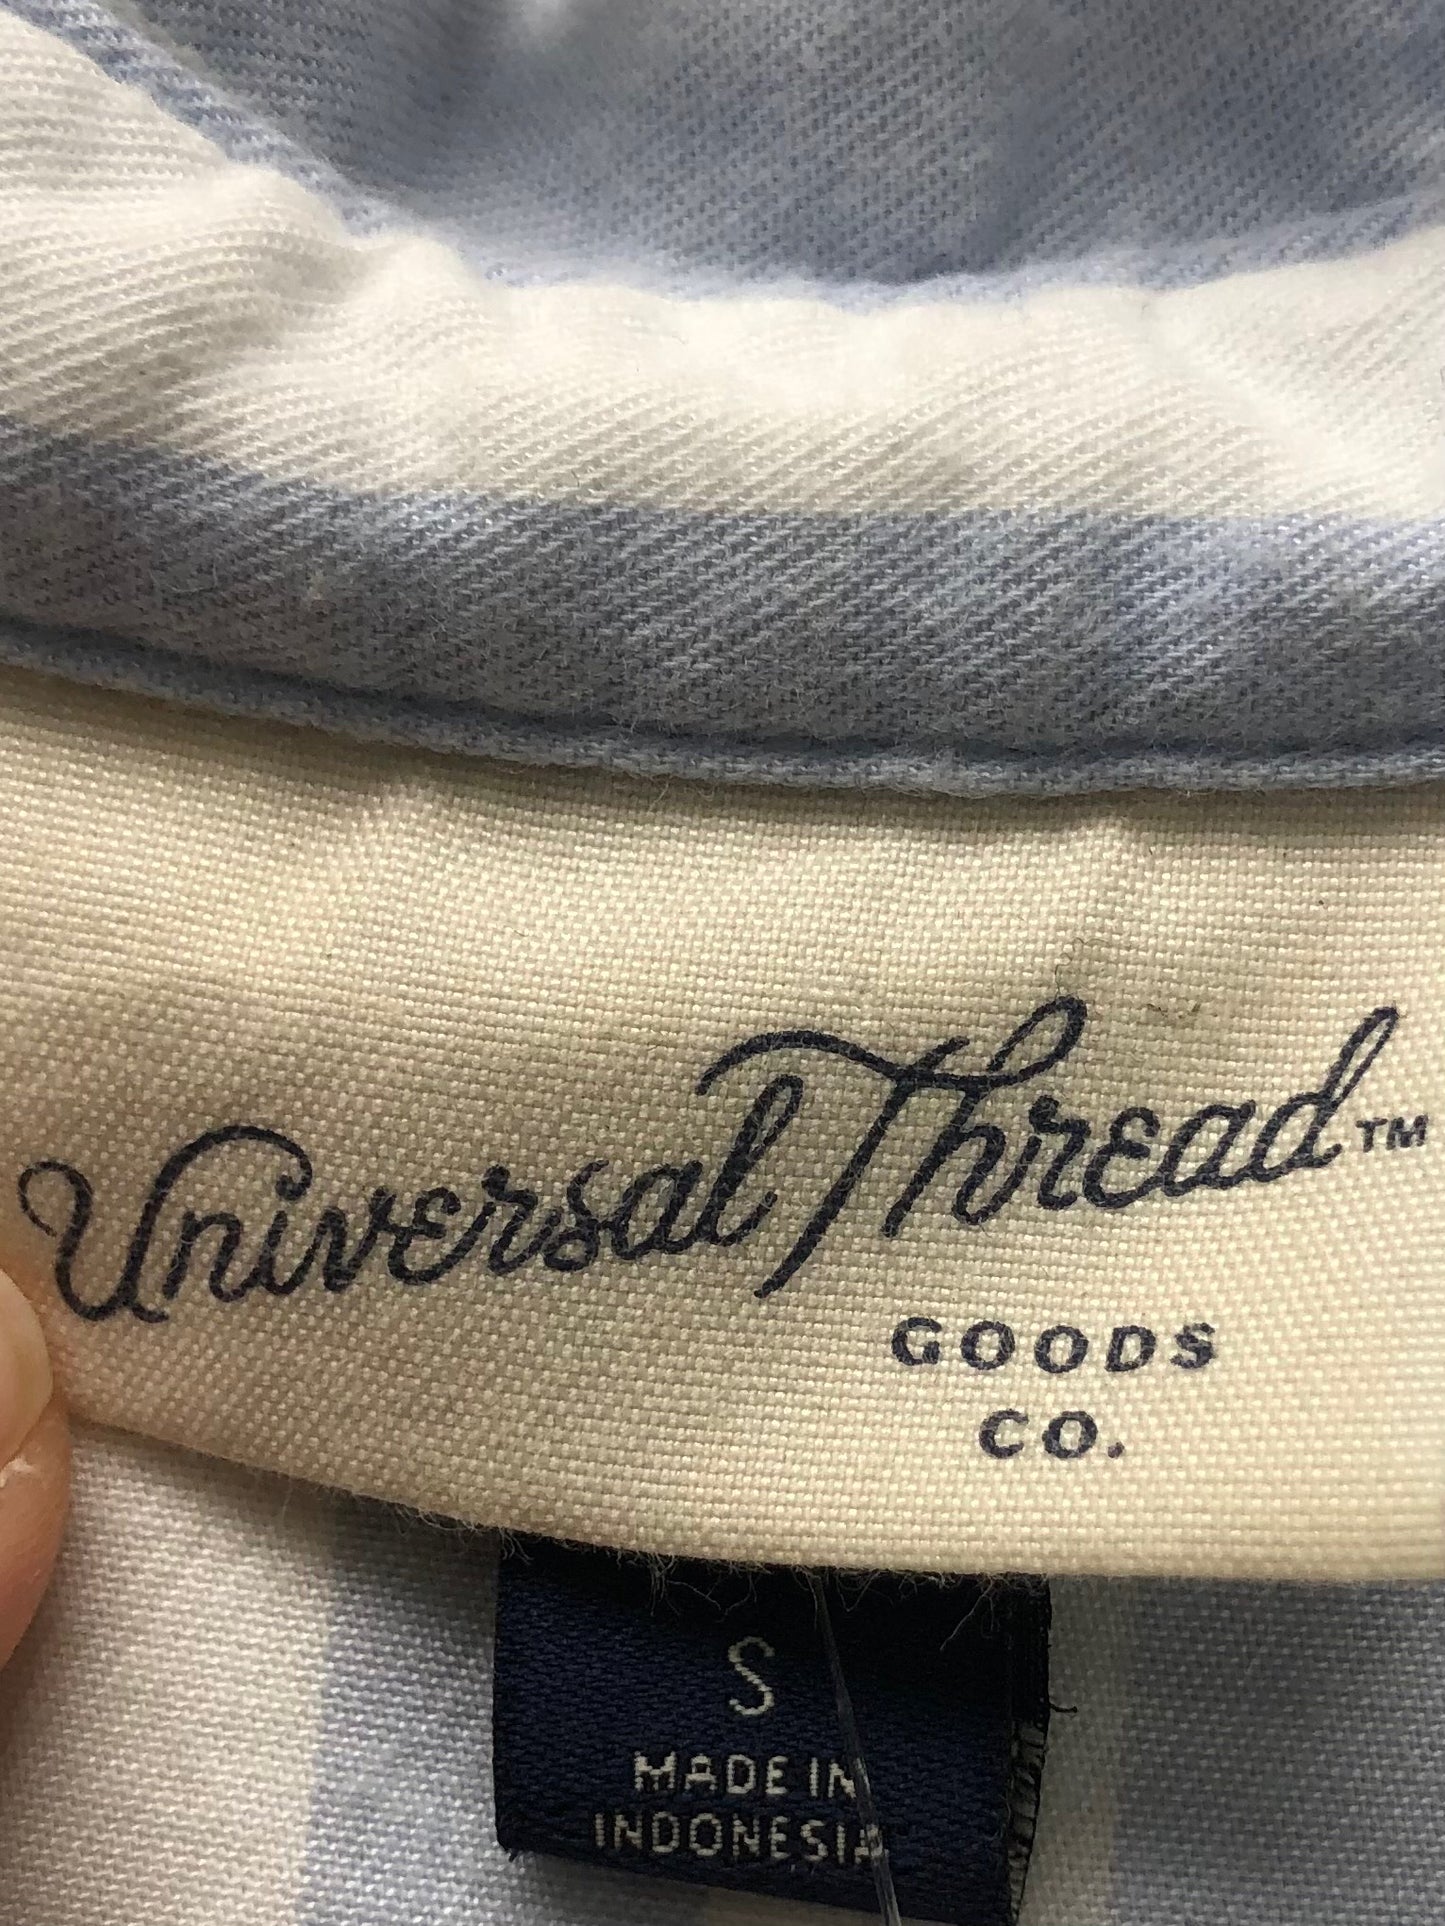 Universal Thread™
GOODS
CO.
S
MADE IN
INDONESIA